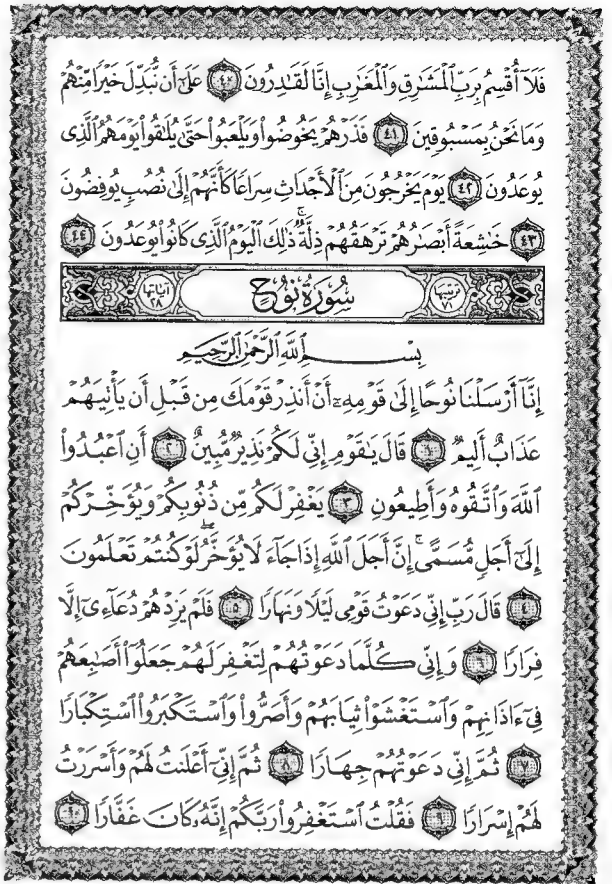 فَلَآ أُقْسِمُ بِرَبِّ ٱلْمَشَـٰرِقِ وَٱلْمَغَـٰرِبِ إِنَّا لَقَـٰدِرُونَ ٤٠ عَلَىٰٓ أَن نُّبَدِّلَ خَيْرًا مِّنْهُمْ
وَمَا نَحْنُ بِمَسْبُوقِينَ ٤١ فَذَرْهُمْ يَخُوضُوا۟ وَيَلْعَبُوا۟ حَتَّىٰ يُلَـٰقُوا۟ يَوْمَهُمُ ٱلَّذِى
يُوعَدُونَ ٤٢ يَوْمَ يَخْرُجُونَ مِنَ ٱلْأَجْدَاثِ سِرَاعًا كَأَنَّهُمْ إِلَىٰ نُصُبٍ يُوفِضُونَ
٤٣ خَـٰشِعَةً أَبْصَـٰرُهُمْ تَرْهَقُهُمْ ذِلَّةٌ ۚ ذَٰلِكَ ٱلْيَوْمُ ٱلَّذِى كَانُوا۟ يُوعَدُونَ ٤٤
ترتيبها ٧١ سُورَةُ نُوحٍ آياتها ٢٨
بِسْمِ ٱللَّهِ ٱلرَّحْمَـٰنِ ٱلرَّحِيمِ
إِنَّآ أَرْسَلْنَا نُوحًا إِلَىٰ قَوْمِهِۦٓ أَنْ أَنذِرْ قَوْمَكَ مِن قَبْلِ أَن يَأْتِيَهُمْ
عَذَابٌ أَلِيمٌ ١ قَالَ يَـٰقَوْمِ إِنِّى لَكُمْ نَذِيرٌ مُّبِينٌ ٢ أَنِ ٱعْبُدُوا۟
ٱللَّهَ وَٱتَّقُوهُ وَأَطِيعُونِ ٣ يَغْفِرْ لَكُم مِّن ذُنُوبِكُمْ وَيُؤَخِّرْكُمْ
إِلَىٰٓ أَجَلٍ مُّسَمًّى ۚ إِنَّ أَجَلَ ٱللَّهِ إِذَا جَآءَ لَا يُؤَخَّرُ ۖ لَوْ كُنتُمْ تَعْلَمُونَ
٤ قَالَ رَبِّ إِنِّى دَعَوْتُ قَوْمِى لَيْلًا وَنَهَارًا ٥ فَلَمْ يَزِدْهُمْ دُعَآءِىٓ إِلَّا
فِرَارًا ٦ وَإِنِّى كُلَّمَا دَعَوْتُهُمْ لِتَغْفِرَ لَهُمْ جَعَلُوٓا۟ أَصَـٰبِعَهُمْ
فِىٓ ءَاذَانِهِمْ وَٱسْتَغْشَوْا۟ ثِيَابَهُمْ وَأَصَرُّوا۟ وَٱسْتَكْبَرُوا۟ ٱسْتِكْبَارًا
٧ ثُمَّ إِنِّى دَعَوْتُهُمْ جِهَارًا ٨ ثُمَّ إِنِّىٓ أَعْلَنتُ لَهُمْ وَأَسْرَرْتُ
لَهُمْ إِسْرَارًا ٩ فَقُلْتُ ٱسْتَغْفِرُوا۟ رَبَّكُمْ إِنَّهُۥ كَانَ غَفَّارًا ١٠